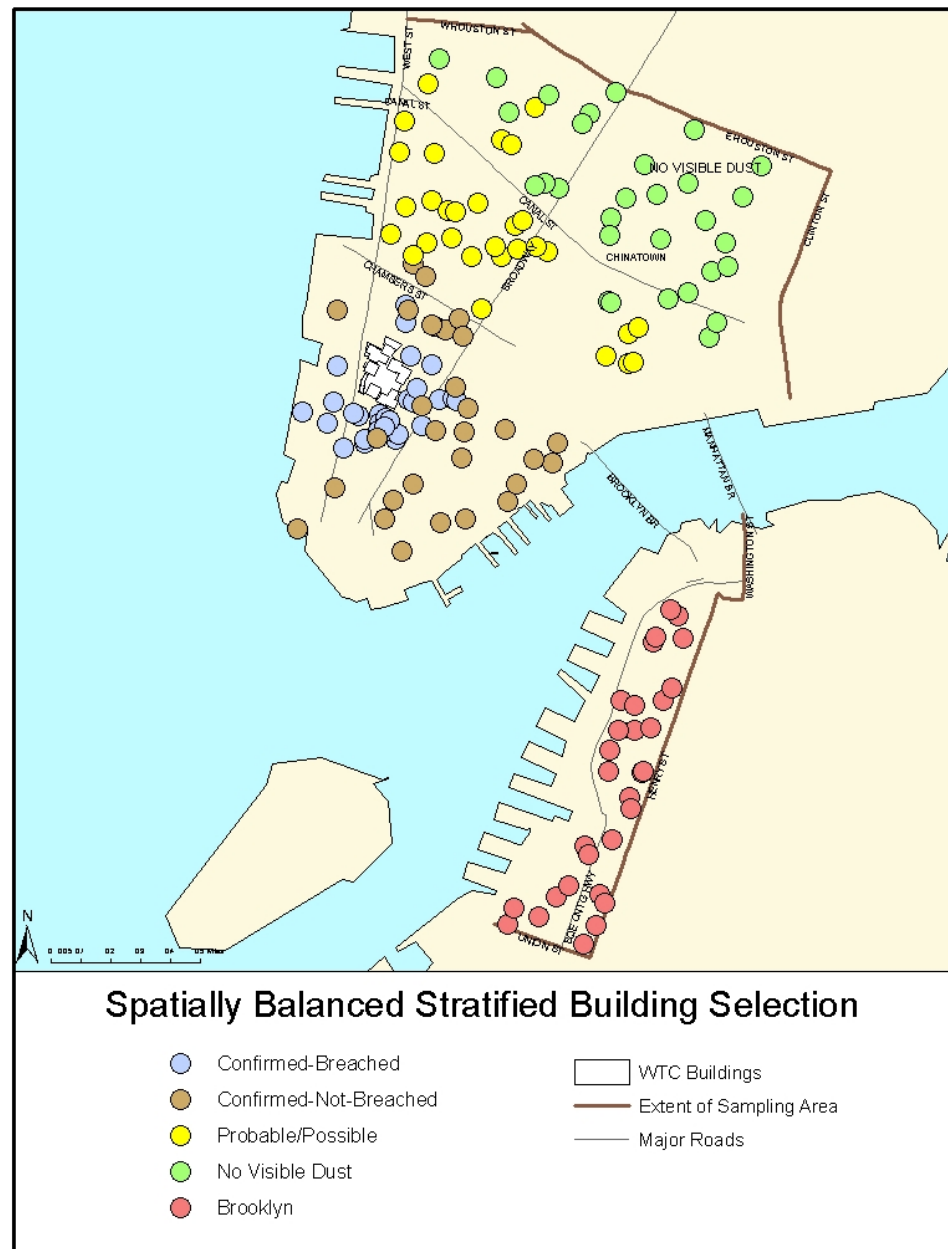 W HOUSTON ST
WEST ST
CANAL ST
E HOUSTON ST
NO VISIBLE DUST
CLINTON ST
CANAL ST
BROADWAY
CHINATOWN
CHAMBERS ST
MANHATTAN BR
BROOKLYN BR
WASHINGTON ST
HENRY ST
BQE CNTG HWY
UNION ST
N
Spatially Balanced Stratified Building Selection
Confirmed-Breached
Confirmed-Not-Breached
Probable/Possible
No Visible Dust
Brooklyn
WTC Buildings
Extent of Sampling Area
Major Roads